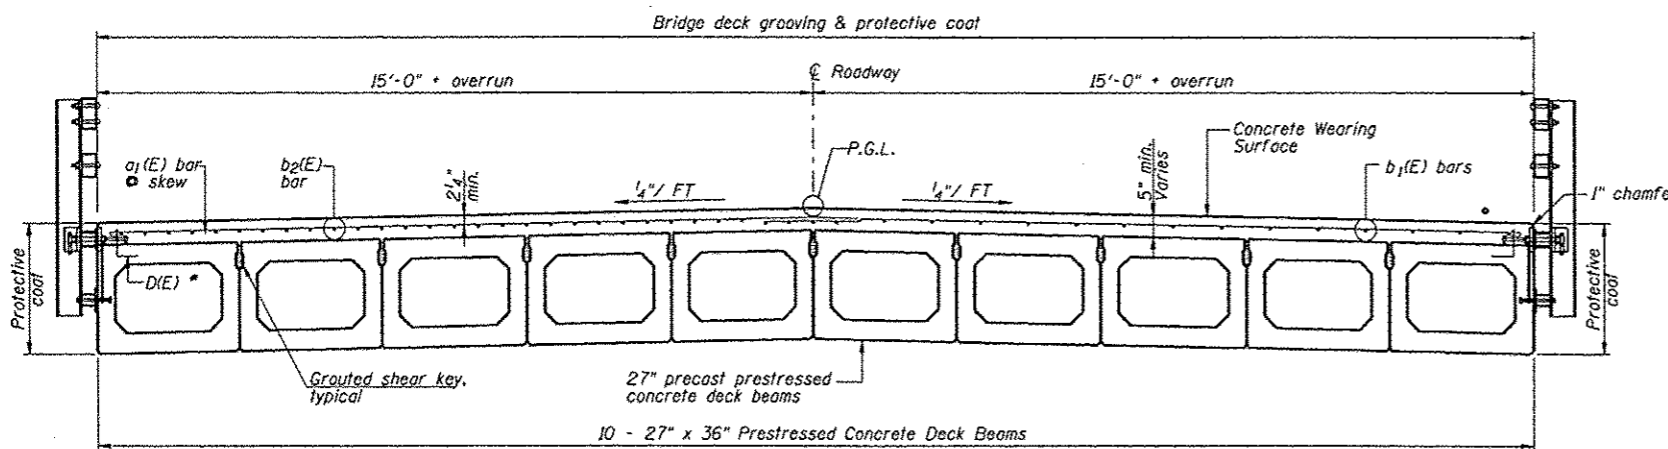 Bridge deck grooving & protective coat
15'-0" + overrun
℄ Roadway
15'-0" + overrun
a₁(E) bar
@ skew
b₂(E)
bar
2¼"
min.
¼"/ FT
P.G.L.
¼"/ FT
5" min.
Varies
Concrete Wearing
Surface
b₁(E) bars
1" chamfe
Protective
coat
D(E) *
Protective
coat
Grouted shear key,
typical
27" precast prestressed
concrete deck beams
10 - 27" x 36" Prestressed Concrete Deck Beams